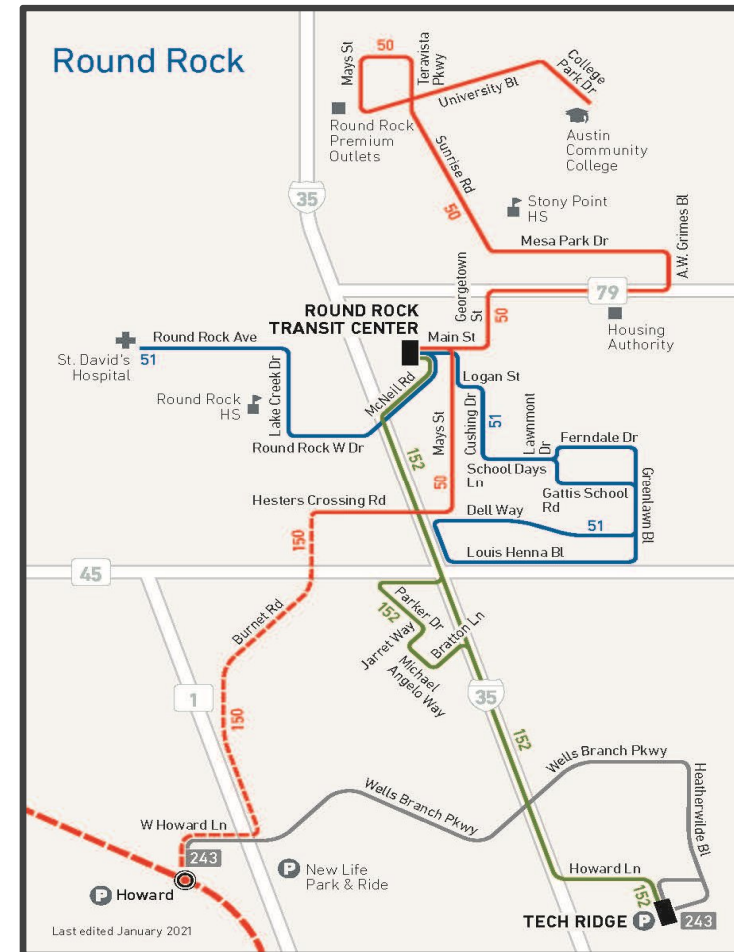 Round Rock
Mays St
50
Teravista
Pkwy
College
Park Dr
University Bl
Round Rock
Premium
Outlets
Austin
Community
College
Sunrise Rd
50
35
Stony Point
HS
Mesa Park Dr
A.W. Grimes Bl
Georgetown
St
50
79
ROUND ROCK
TRANSIT CENTER
Main St
Housing
Authority
Round Rock Ave
St. David's
Hospital
51
Lake Creek Dr
Round Rock
HS
McNeil Rd
Logan St
Mays St
Cushing Dr
51
Lawnmont
Dr
Ferndale Dr
Round Rock W Dr
152
50
School Days
Ln
Gattis School
Rd
Greenlawn Bl
Hesters Crossing Rd
Dell Way
51
150
Louis Henna Bl
45
Burnet Rd
152
Parker Dr
Jarret Way
Bratton Ln
Michael
Angelo Way
1
150
35
152
Wells Branch Pkwy
Wells Branch Pkwy
Heatherwilde Bl
W Howard Ln
243
P
New Life
Park & Ride
Howard Ln
152
P Howard
TECH RIDGE P 243
Last edited January 2021